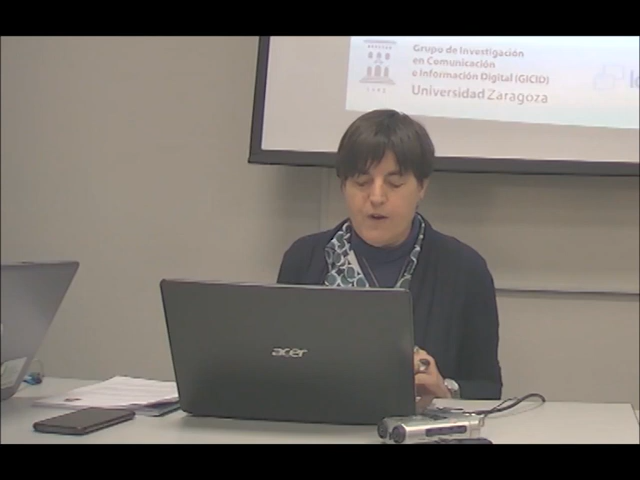 Grupo de Investigación
en Comunicación
e Información Digital (GICID)
Universidad Zaragoza
acer